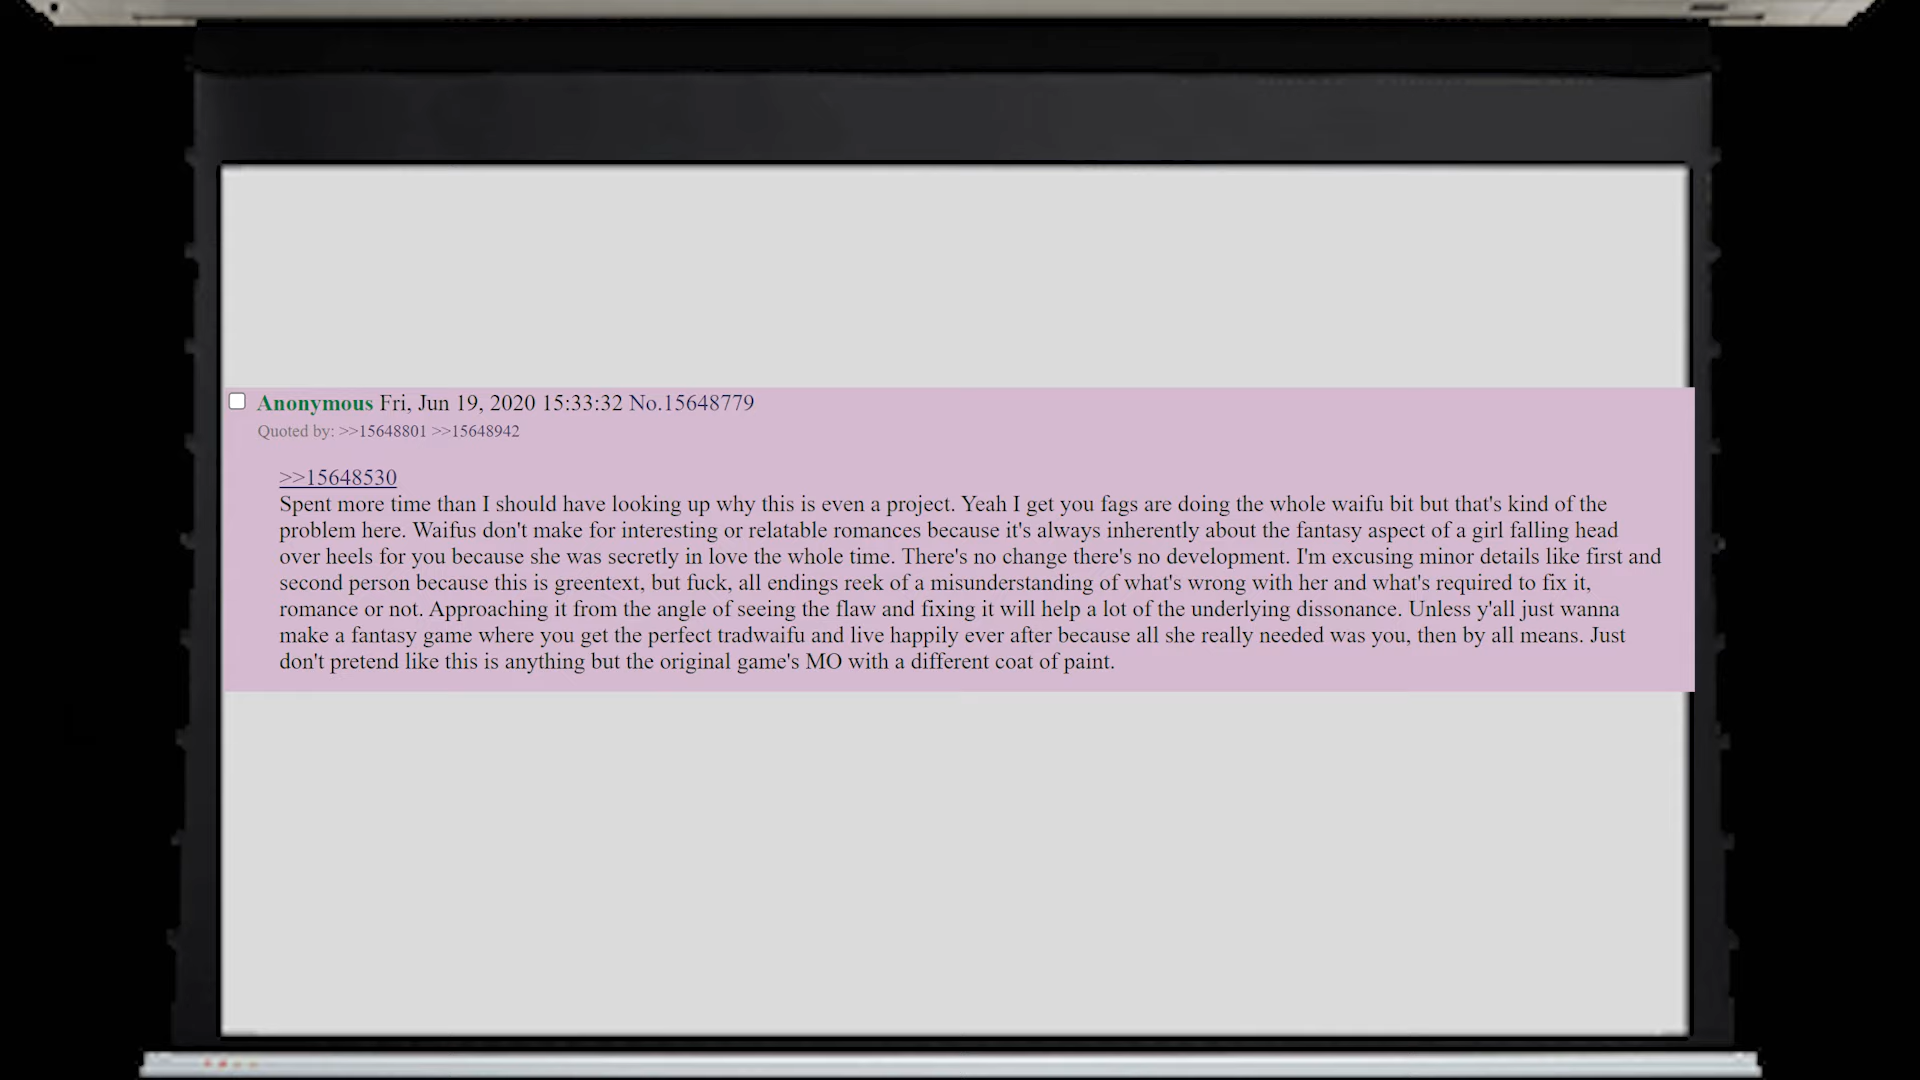 Anonymous Fri, Jun 19, 2020 15:33:32 No.15648779
Quoted by: >>15648801 >>15648942
>>15648530
Spent more time than I should have looking up why this is even a project. Yeah I get you fags are doing the whole waifu bit but that's kind of the
problem here. Waifus don't make for interesting or relatable romances because it's always inherently about the fantasy aspect of a girl falling head
over heels for you because she was secretly in love the whole time. There's no change there's no development. I'm excusing minor details like first and
second person because this is greentext, but fuck, all endings reek of a misunderstanding of what's wrong with her and what's required to fix it,
romance or not. Approaching it from the angle of seeing the flaw and fixing it will help a lot of the underlying dissonance. Unless y'all just wanna
make a fantasy game where you get the perfect tradwaifu and live happily ever after because all she really needed was you, then by all means. Just
don't pretend like this is anything but the original game's MO with a different coat of paint.